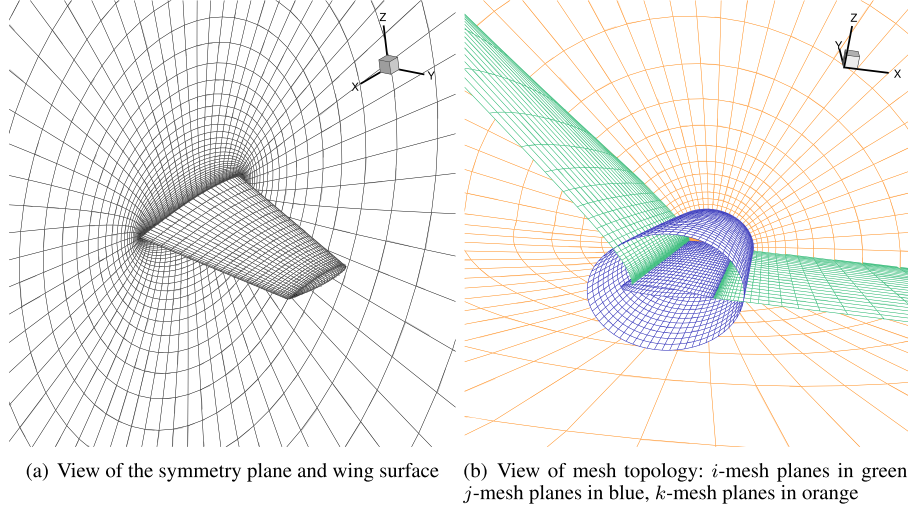 Z
X
Y
Z
Y
X
(a) View of the symmetry plane and wing surface
(b) View of mesh topology: i-mesh planes in green
j-mesh planes in blue, k-mesh planes in orange